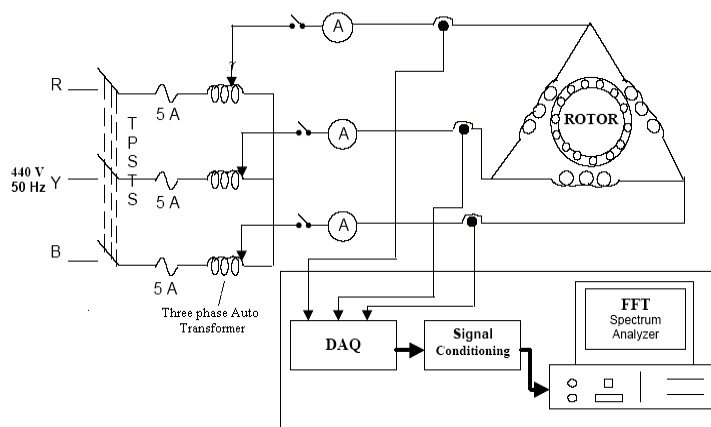 A
R
5 A
T
P
S
T
S
A
ROTOR
440 V
50 Hz
Y
5 A
A
B
5 A
Three phase Auto
Transformer
DAQ
Signal
Conditioning
FFT
Spectrum
Analyzer